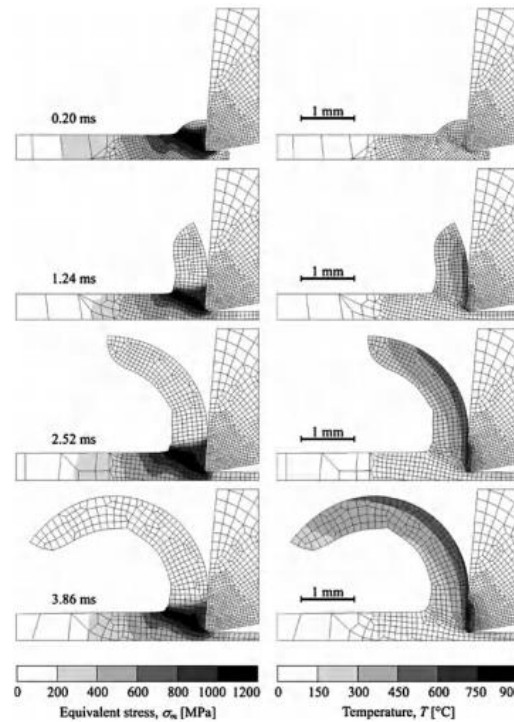 0.20 ms
1 mm
1.24 ms
1 mm
2.52 ms
1 mm
3.86 ms
1 mm
0 200 400 600 800 1000 1200
0 150 300 450 600 750 900
Equivalent stress, σₘ [MPa]
Temperature, T [°C]